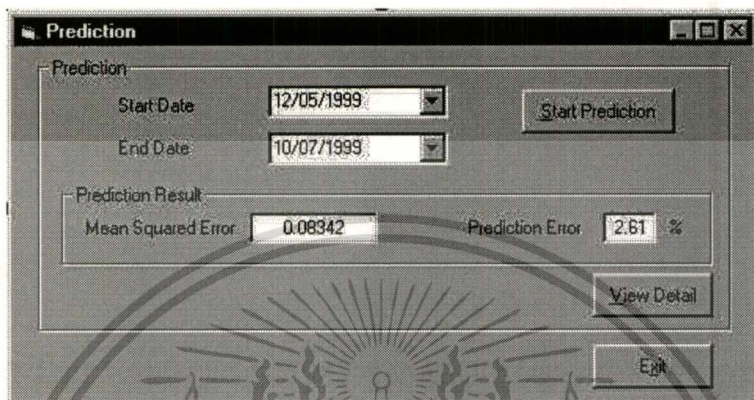 Prediction
Prediction
Start Date 12/05/1999 Start Prediction
End Date 10/07/1999
Prediction Result
Mean Squared Error 0.08342 Prediction Error 2.61 %
View Detail
Exit